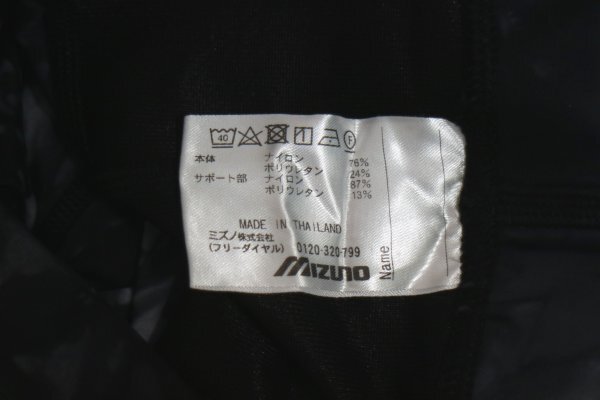 40 F
本体 ナイロン 76%
ポリウレタン 24%
サポート部 ナイロン 87%
ポリウレタン 13%
MADE IN THAILAND
ミズノ株式会社
(フリーダイヤル) 0120-320-799
MIZUNO
Name